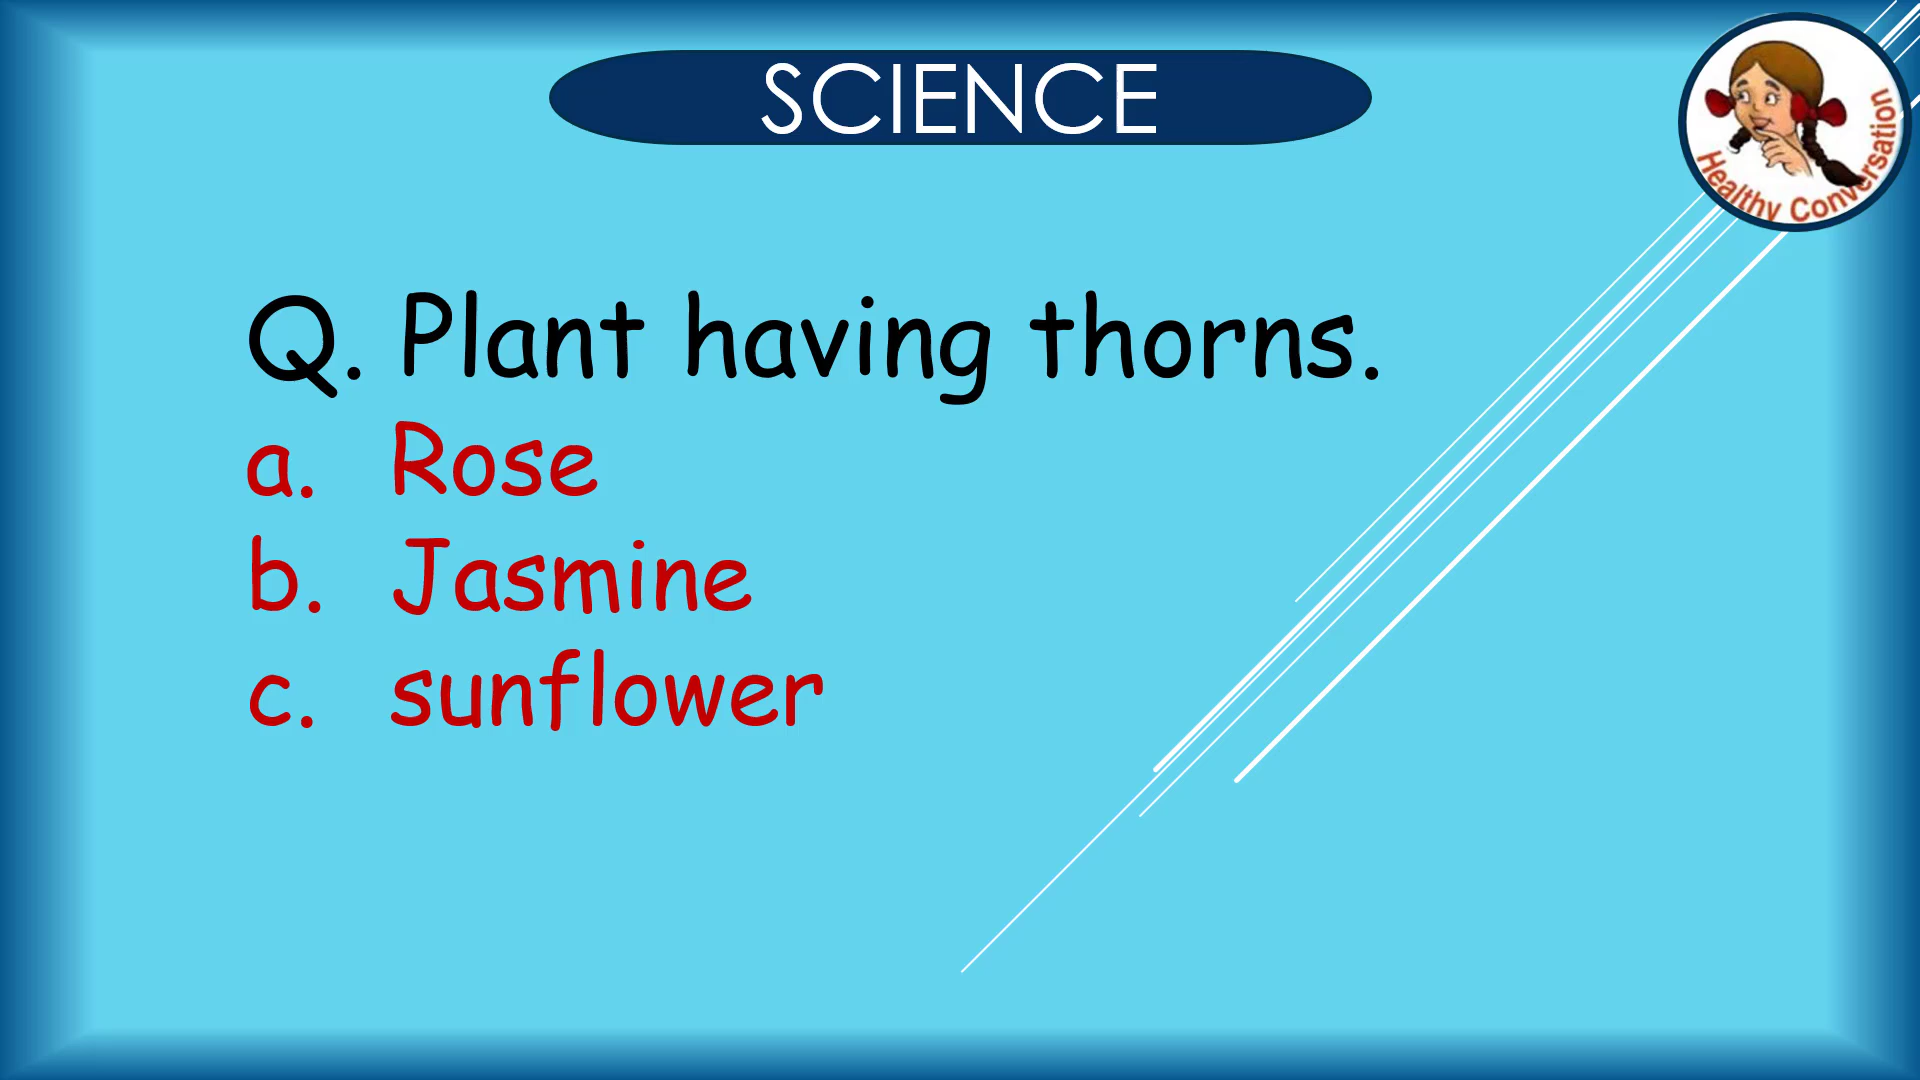 SCIENCE
Healthy Conversation
Q. Plant having thorns.
a. Rose
b. Jasmine
c. sunflower